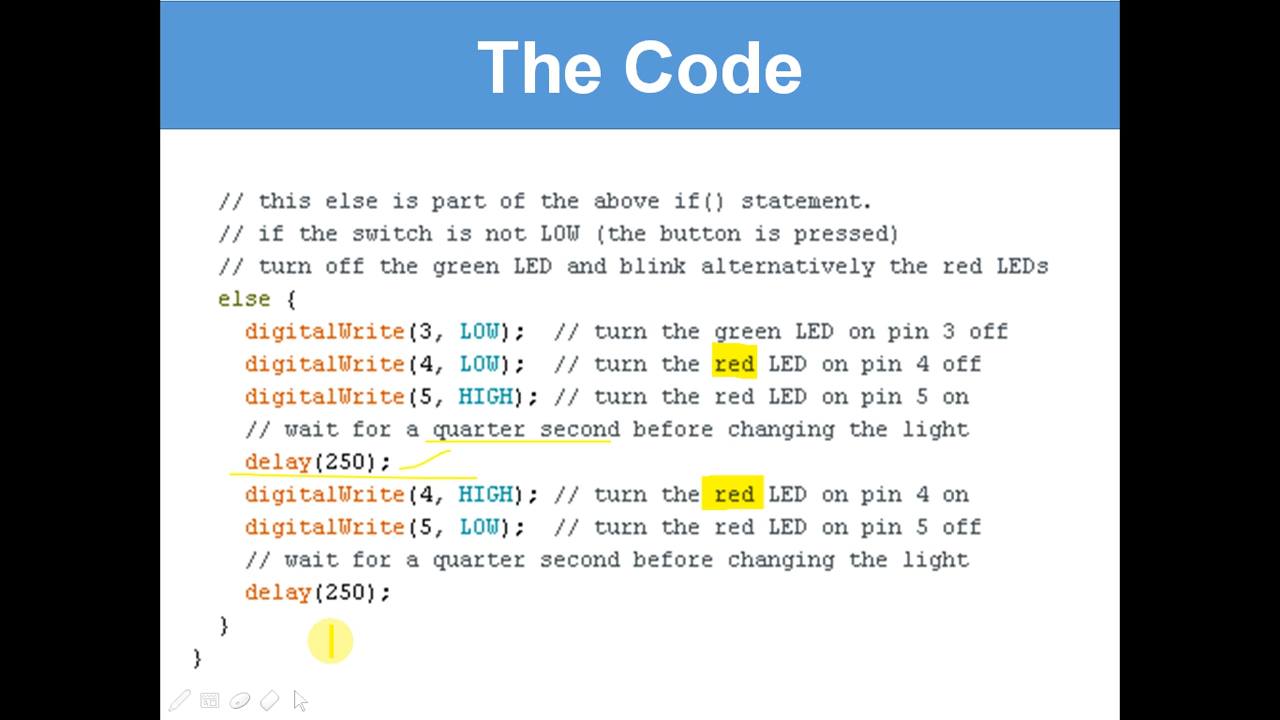 The Code
// this else is part of the above if() statement.
// if the switch is not LOW (the button is pressed)
// turn off the green LED and blink alternatively the red LEDs
else {
digitalWrite(3, LOW);  // turn the green LED on pin 3 off
digitalWrite(4, LOW);  // turn the red LED on pin 4 off
digitalWrite(5, HIGH); // turn the red LED on pin 5 on
// wait for a quarter second before changing the light
delay(250);
digitalWrite(4, HIGH); // turn the red LED on pin 4 on
digitalWrite(5, LOW);  // turn the red LED on pin 5 off
// wait for a quarter second before changing the light
delay(250);
}
}